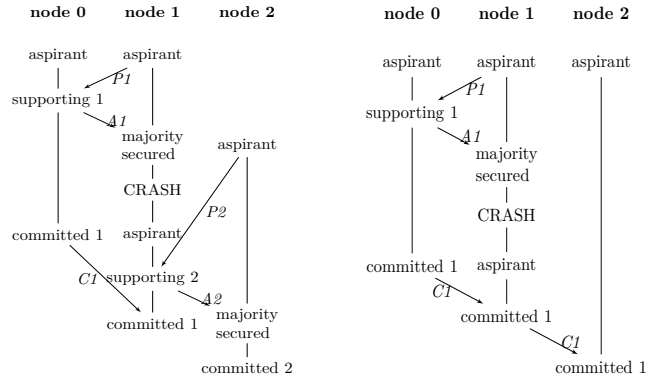 node 0 node 1 node 2
aspirant aspirant
P1
supporting 1
A1
majority
secured
aspirant
CRASH
P2
aspirant
committed 1
C1
supporting 2
A2
committed 1
majority
secured
committed 2
node 0 node 1 node 2
aspirant aspirant aspirant
P1
supporting 1
A1
majority
secured
CRASH
committed 1
aspirant
C1
committed 1
C1
committed 1